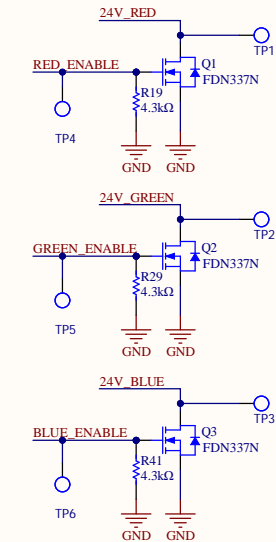 24V_RED
TP1
RED_ENABLE
Q1
FDN337N
R19
4.3kΩ
TP4
GND GND
24V_GREEN
TP2
GREEN_ENABLE
Q2
FDN337N
R29
4.3kΩ
TP5
GND GND
24V_BLUE
TP3
BLUE_ENABLE
Q3
FDN337N
R41
4.3kΩ
TP6
GND GND